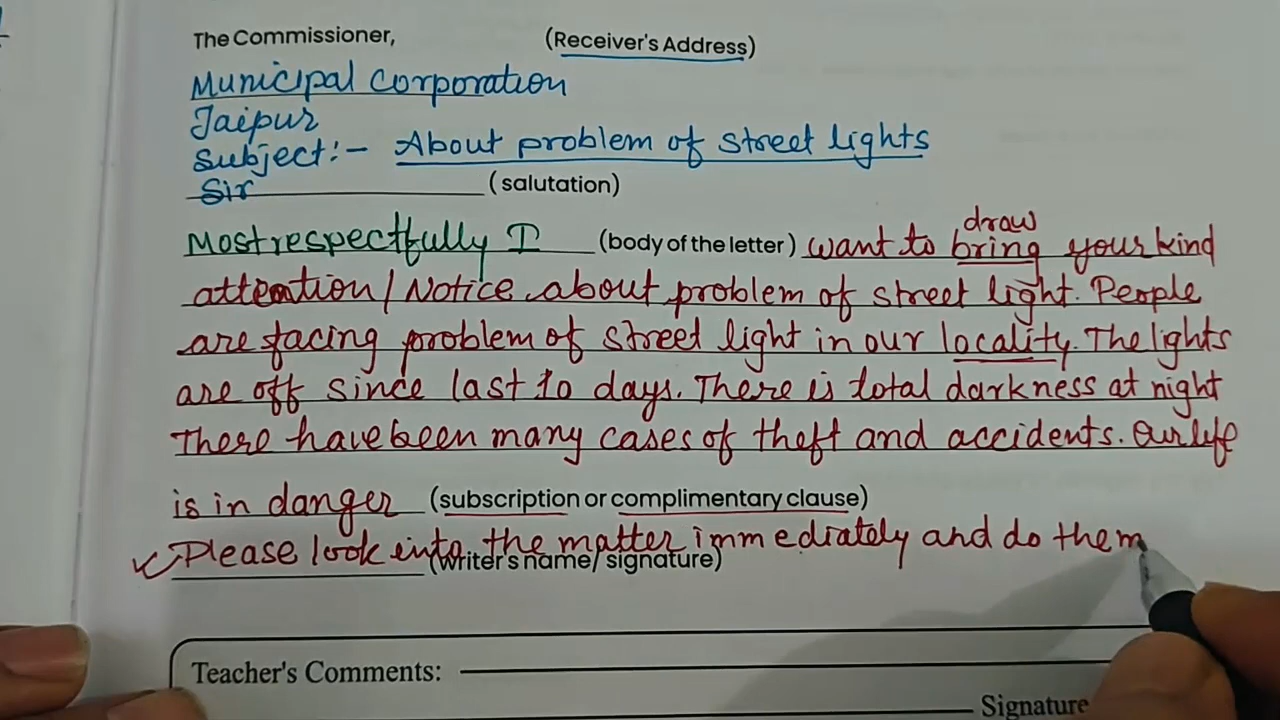 The Commissioner, (Receiver's Address)
Municipal Corporation
Jaipur
Subject:- About problem of street lights
Sir (salutation)
draw
Most respectfully I (body of the letter) want to bring your kind
attention / Notice about problem of street light. People
are facing problem of street light in our locality. The lights
are off since last 10 days. There is total darkness at night
There have been many cases of theft and accidents. Our life
is in danger (subscription or complimentary clause)
Please look into the matter immediately and do them
(writer's name/ signature)
Teacher's Comments:
Signature